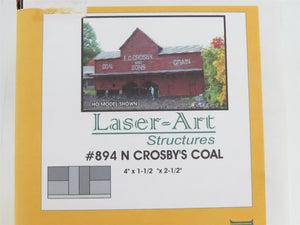 E.C. CROSBY
AND
SONS
COAL
GRAIN
HO MODEL SHOWN
Laser-Art
Structures
#894 N CROSBY'S COAL
4" x 1-1/2 "x 2-1/2"